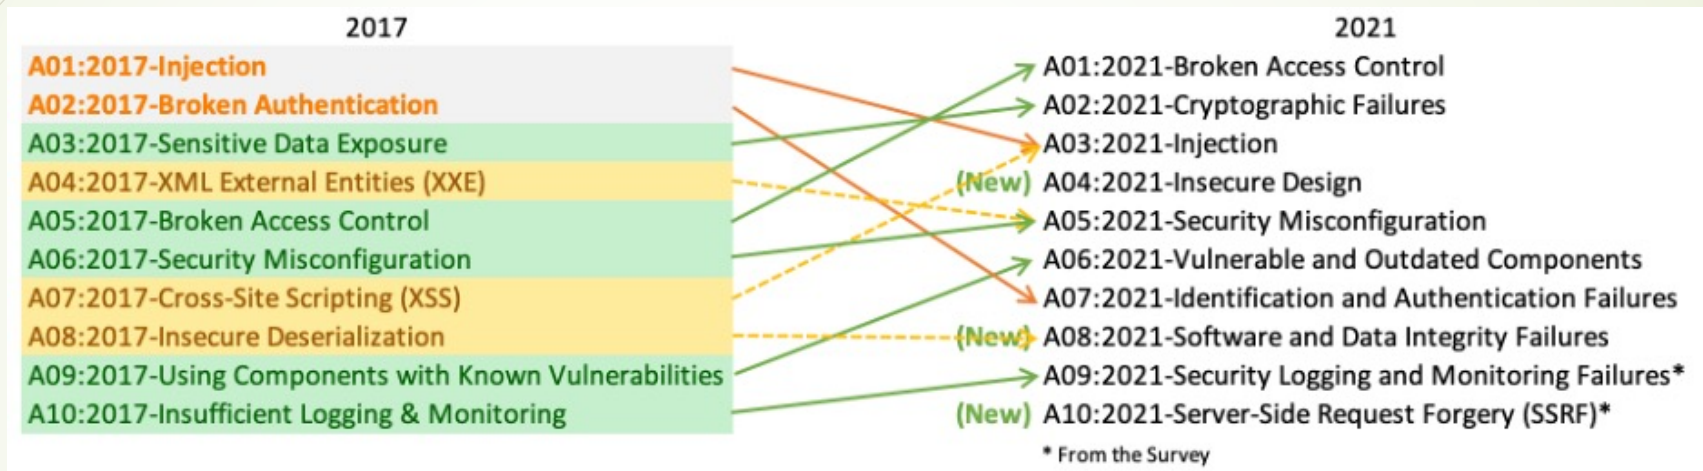 2017
A01:2017-Injection
A02:2017-Broken Authentication
A03:2017-Sensitive Data Exposure
A04:2017-XML External Entities (XXE)
A05:2017-Broken Access Control
A06:2017-Security Misconfiguration
A07:2017-Cross-Site Scripting (XSS)
A08:2017-Insecure Deserialization
A09:2017-Using Components with Known Vulnerabilities
A10:2017-Insufficient Logging & Monitoring
2021
A01:2021-Broken Access Control
A02:2021-Cryptographic Failures
A03:2021-Injection
(New) A04:2021-Insecure Design
A05:2021-Security Misconfiguration
A06:2021-Vulnerable and Outdated Components
A07:2021-Identification and Authentication Failures
(New) A08:2021-Software and Data Integrity Failures
A09:2021-Security Logging and Monitoring Failures*
(New) A10:2021-Server-Side Request Forgery (SSRF)*
* From the Survey